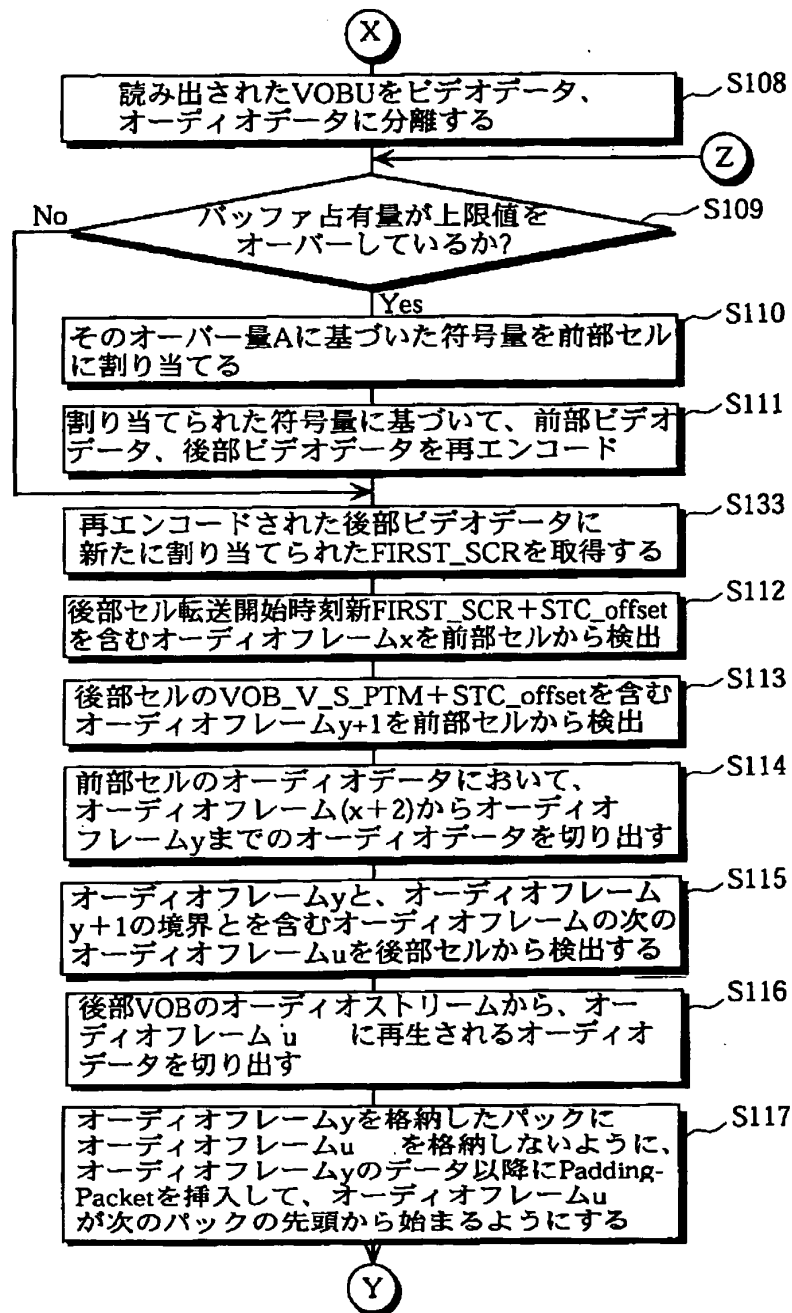 X
読み出されたVOBUをビデオデータ、
オーディオデータに分離する
S108
Z
バッファ占有量が上限値を
オーバーしているか?
S109
No
Yes
そのオーバー量Aに基づいた符号量を前部セル
に割り当てる
S110
割り当てられた符号量に基づいて、前部ビデオ
データ、後部ビデオデータを再エンコード
S111
再エンコードされた後部ビデオデータに
新たに割り当てられたFIRST_SCRを取得する
S133
後部セル転送開始時刻新FIRST_SCR+STC_offset
を含むオーディオフレームxを前部セルから検出
S112
後部セルのVOB_V_S_PTM+STC_offsetを含む
オーディオフレームy+1を前部セルから検出
S113
前部セルのオーディオデータにおいて、
オーディオフレーム(x+2)からオーディオ
フレームyまでのオーディオデータを切り出す
S114
オーディオフレームyと、オーディオフレーム
y+1の境界とを含むオーディオフレームの次の
オーディオフレームuを後部セルから検出する
S115
後部VOBのオーディオストリームから、オー
ディオフレーム u に再生されるオーディオ
データを切り出す
S116
オーディオフレームyを格納したパックに
オーディオフレームu を格納しないように、
オーディオフレームyのデータ以降にPadding-
Packetを挿入して、オーディオフレームu
が次のパックの先頭から始まるようにする
S117
Y